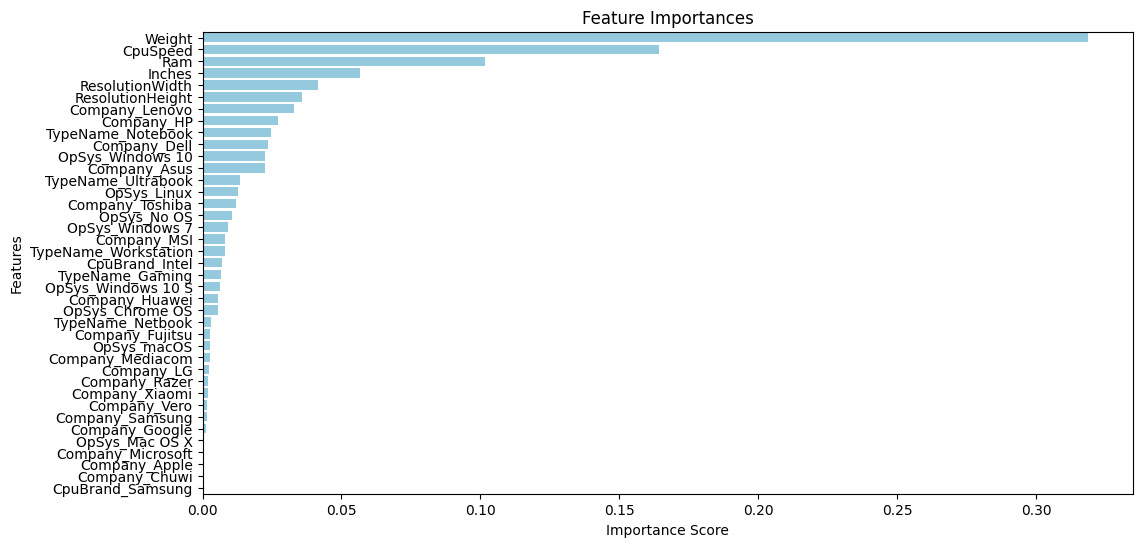 Feature Importances
Weight
CpuSpeed
Ram
Inches
ResolutionWidth
ResolutionHeight
Company_Lenovo
Company_HP
TypeName_Notebook
Company_Dell
OpSys_Windows 10
Company_Asus
TypeName_Ultrabook
OpSys_Linux
Company_Toshiba
OpSys_No OS
OpSys_Windows 7
Company_MSI
TypeName_Workstation
CpuBrand_Intel
TypeName_Gaming
OpSys_Windows 10 S
Company_Huawei
OpSys_Chrome OS
TypeName_Netbook
Company_Fujitsu
OpSys_macOS
Company_Mediacom
Company_LG
Company_Razer
Company_Xiaomi
Company_Vero
Company_Samsung
Company_Google
OpSys_Mac OS X
Company_Microsoft
Company_Apple
Company_Chuwi
CpuBrand_Samsung
Features
0.00 0.05 0.10 0.15 0.20 0.25 0.30
Importance Score